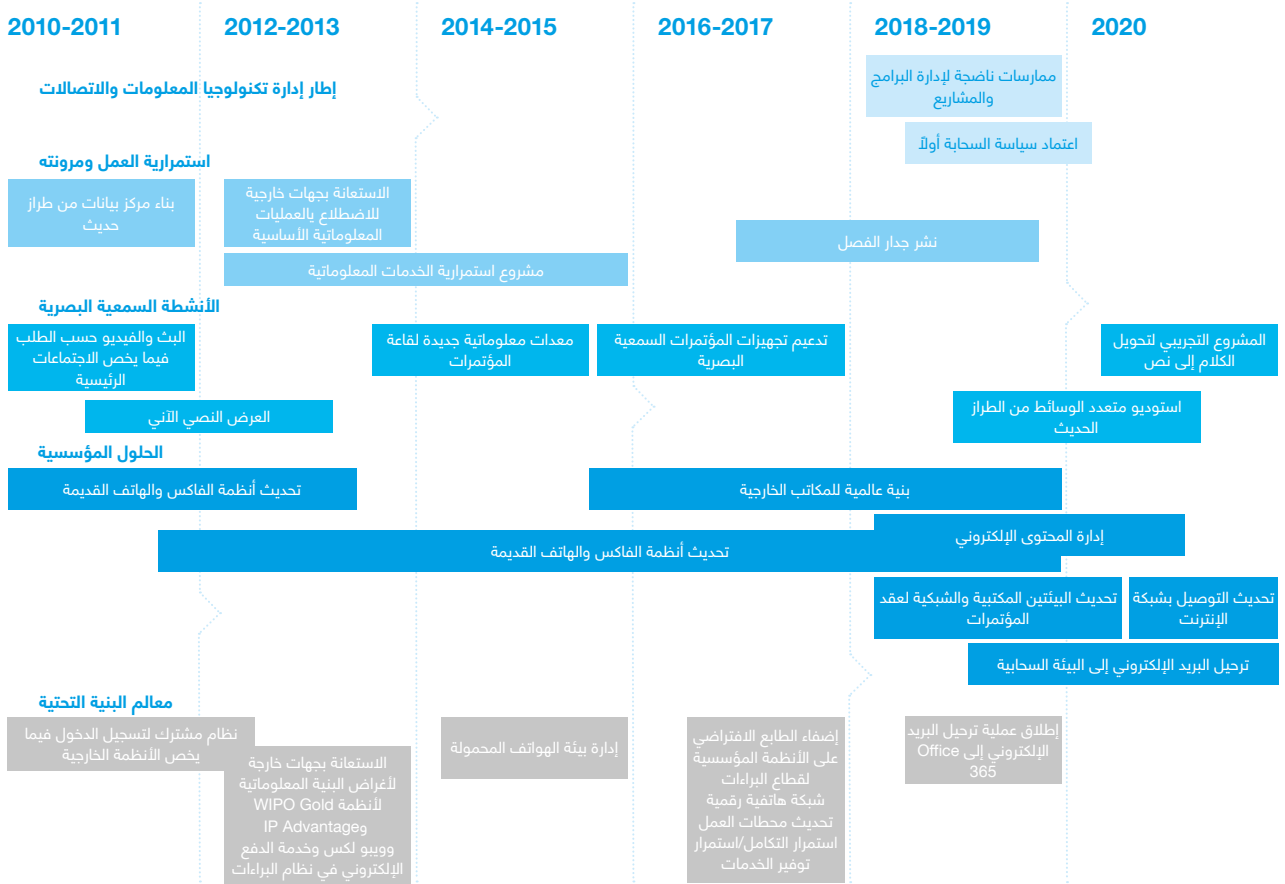 2010-2011
2012-2013
2014-2015
2016-2017
2018-2019
2020
إطار إدارة تكنولوجيا المعلومات والاتصالات
ممارسات ناضجة لإدارة البرامج
والمشاريع
اعتماد سياسة السحابة أولاً
استمرارية العمل ومرونته
بناء مركز بيانات من طراز
حديث
الاستعانة بجهات خارجية
للاضطلاع يالعمليات
المعلوماتية الأساسية
نشر جدار الفصل
مشروع استمرارية الخدمات المعلوماتية
الأنشطة السمعية البصرية
البث والفيديو حسب الطلب
فيما يخص الاجتماعات
الرئيسية
معدات معلوماتية جديدة لقاعة
المؤتمرات
تدعيم تجهيزات المؤتمرات السمعية
البصرية
المشروع التجريبي لتحويل
الكلام إلى نص
العرض النصي الآني
استوديو متعدد الوسائط من الطراز
الحديث
الحلول المؤسسية
تحديث أنظمة الفاكس والهاتف القديمة
بنية عالمية للمكاتب الخارجية
إدارة المحتوى الإلكتروني
تحديث أنظمة الفاكس والهاتف القديمة
تحديث البيئتين المكتبية والشبكية لعقد
المؤتمرات
تحديث التوصيل بشبكة
الإنترنت
ترحيل البريد الإلكتروني إلى البيئة السحابية
معالم البنية التحتية
نظام مشترك لتسجيل الدخول فيما
يخص الأنظمة الخارجية
الاستعانة بجهات خارجة
لأغراض البنية المعلوماتية
لأنظمة WIPO Gold
وIP Advantage
وويبو لكس وخدمة الدفع
الإلكتروني في نظام البراءات
إدارة بيئة الهواتف المحمولة
إضفاء الطابع الافتراضي
على الأنظمة المؤسسية
لقطاع البراءات
شبكة هاتفية رقمية
تحديث محطات العمل
استمرار التكامل/استمرار
توفير الخدمات
إطلاق عملية ترحيل البريد
الإلكتروني إلى Office
365